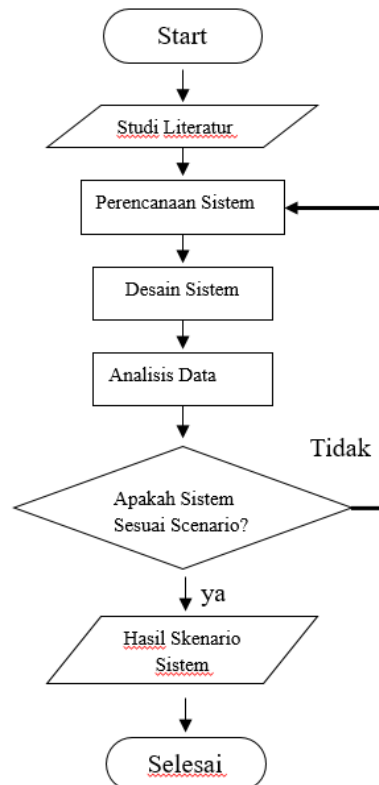 Start
Studi Literatur
Perencanaan Sistem
Desain Sistem
Analisis Data
Tidak
Apakah Sistem
Sesuai Scenario?
ya
Hasil Skenario
Sistem
Selesai